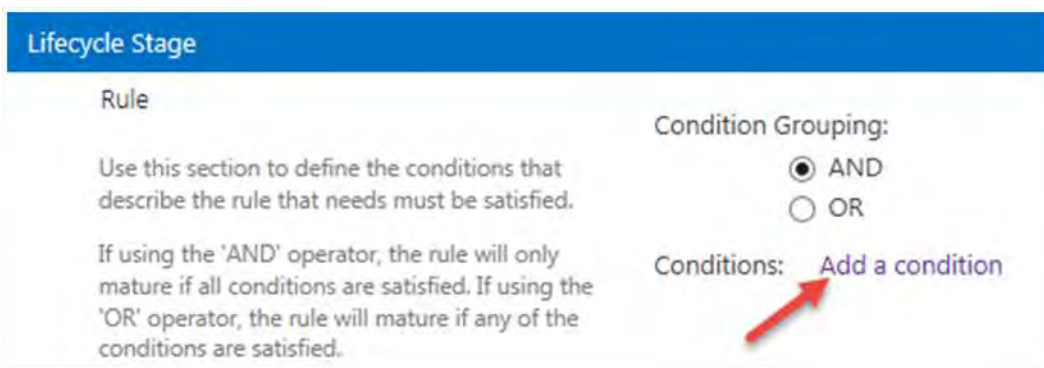 Lifecycle Stage
Rule
Use this section to define the conditions that
describe the rule that needs must be satisfied.
If using the 'AND' operator, the rule will only
mature if all conditions are satisfied. If using the
'OR' operator, the rule will mature if any of the
conditions are satisfied.
Condition Grouping:
AND
OR
Conditions: Add a condition